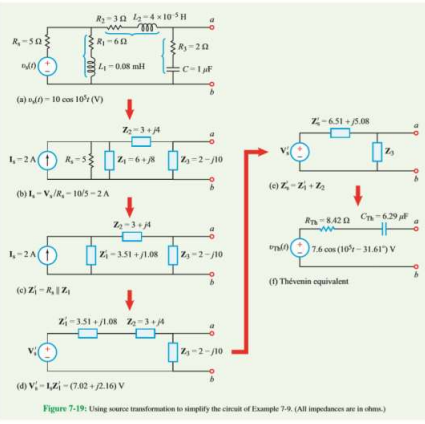 R₂ = 3 Ω L₂ = 4 × 10⁻⁵ H
a
Rₛ = 5 Ω
R₁ = 6 Ω
R₃ = 2 Ω
υₛ(t)
L₁ = 0.08 mH
C = 1 μF
b
(a) υₛ(t) = 10 cos 10⁵t (V)
Z₂ = 3 + j4
a
Iₛ = 2 A
Rₛ = 5
Z₁ = 6 + j8
Z₃ = 2 − j10
b
(b) Iₛ = Vₛ/Rₛ = 10/5 = 2 A
Z₂ = 3 + j4
a
Iₛ = 2 A
Z′₁ = 3.51 + j1.08
Z₃ = 2 − j10
b
(c) Z′₁ = Rₛ ∥ Z₁
Z′₁ = 3.51 + j1.08 Z₂ = 3 + j4
a
V′ₛ
Z₃ = 2 − j10
b
(d) V′ₛ = IₛZ′₁ = (7.02 + j2.16) V
Z′ₛ = 6.51 + j5.08
a
V′ₛ
Z₃
b
(e) Z′ₛ = Z′₁ + Z₂
R_Th = 8.42 Ω
C_Th = 6.29 μF
a
υ_Th(t)
7.6 cos (10⁵t − 31.61°) V
b
(f) Thévenin equivalent
Figure 7-19: Using source transformation to simplify the circuit of Example 7-9. (All impedances are in ohms.)